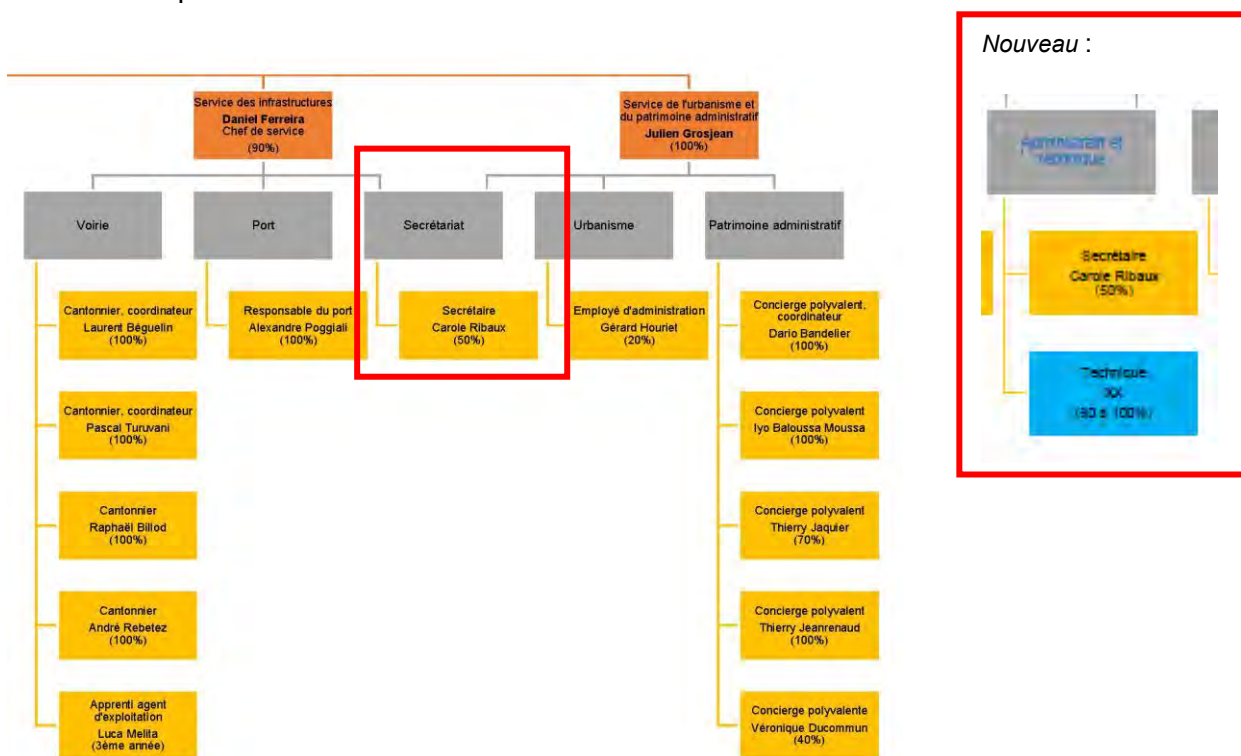 Nouveau :
Service des infrastructures
Daniel Ferreira
Chef de service
(90%)
Service de l'urbanisme et
du patrimoine administratif
Julien Grosjean
(100%)
Voirie
Port
Secrétariat
Urbanisme
Patrimoine administratif
Cantonnier, coordinateur
Laurent Béguelin
(100%)
Responsable du port
Alexandre Poggiali
(100%)
Secrétaire
Carole Ribaux
(50%)
Employé d'administration
Gérard Houriet
(20%)
Concierge polyvalent,
coordinateur
Dario Bandelier
(100%)
Cantonnier, coordinateur
Pascal Turuvani
(100%)
Concierge polyvalent
Iyo Baloussa Moussa
(100%)
Cantonnier
Raphaël Billod
(100%)
Concierge polyvalent
Thierry Jaquier
(70%)
Cantonnier
André Rebetez
(100%)
Concierge polyvalent
Thierry Jeanrenaud
(100%)
Apprenti agent
d'exploitation
Luca Melita
(3ème année)
Concierge polyvalente
Véronique Ducommun
(40%)
et
technique
Secrétaire
Carole Ribaux
(50%)
Technique
XX
100%)